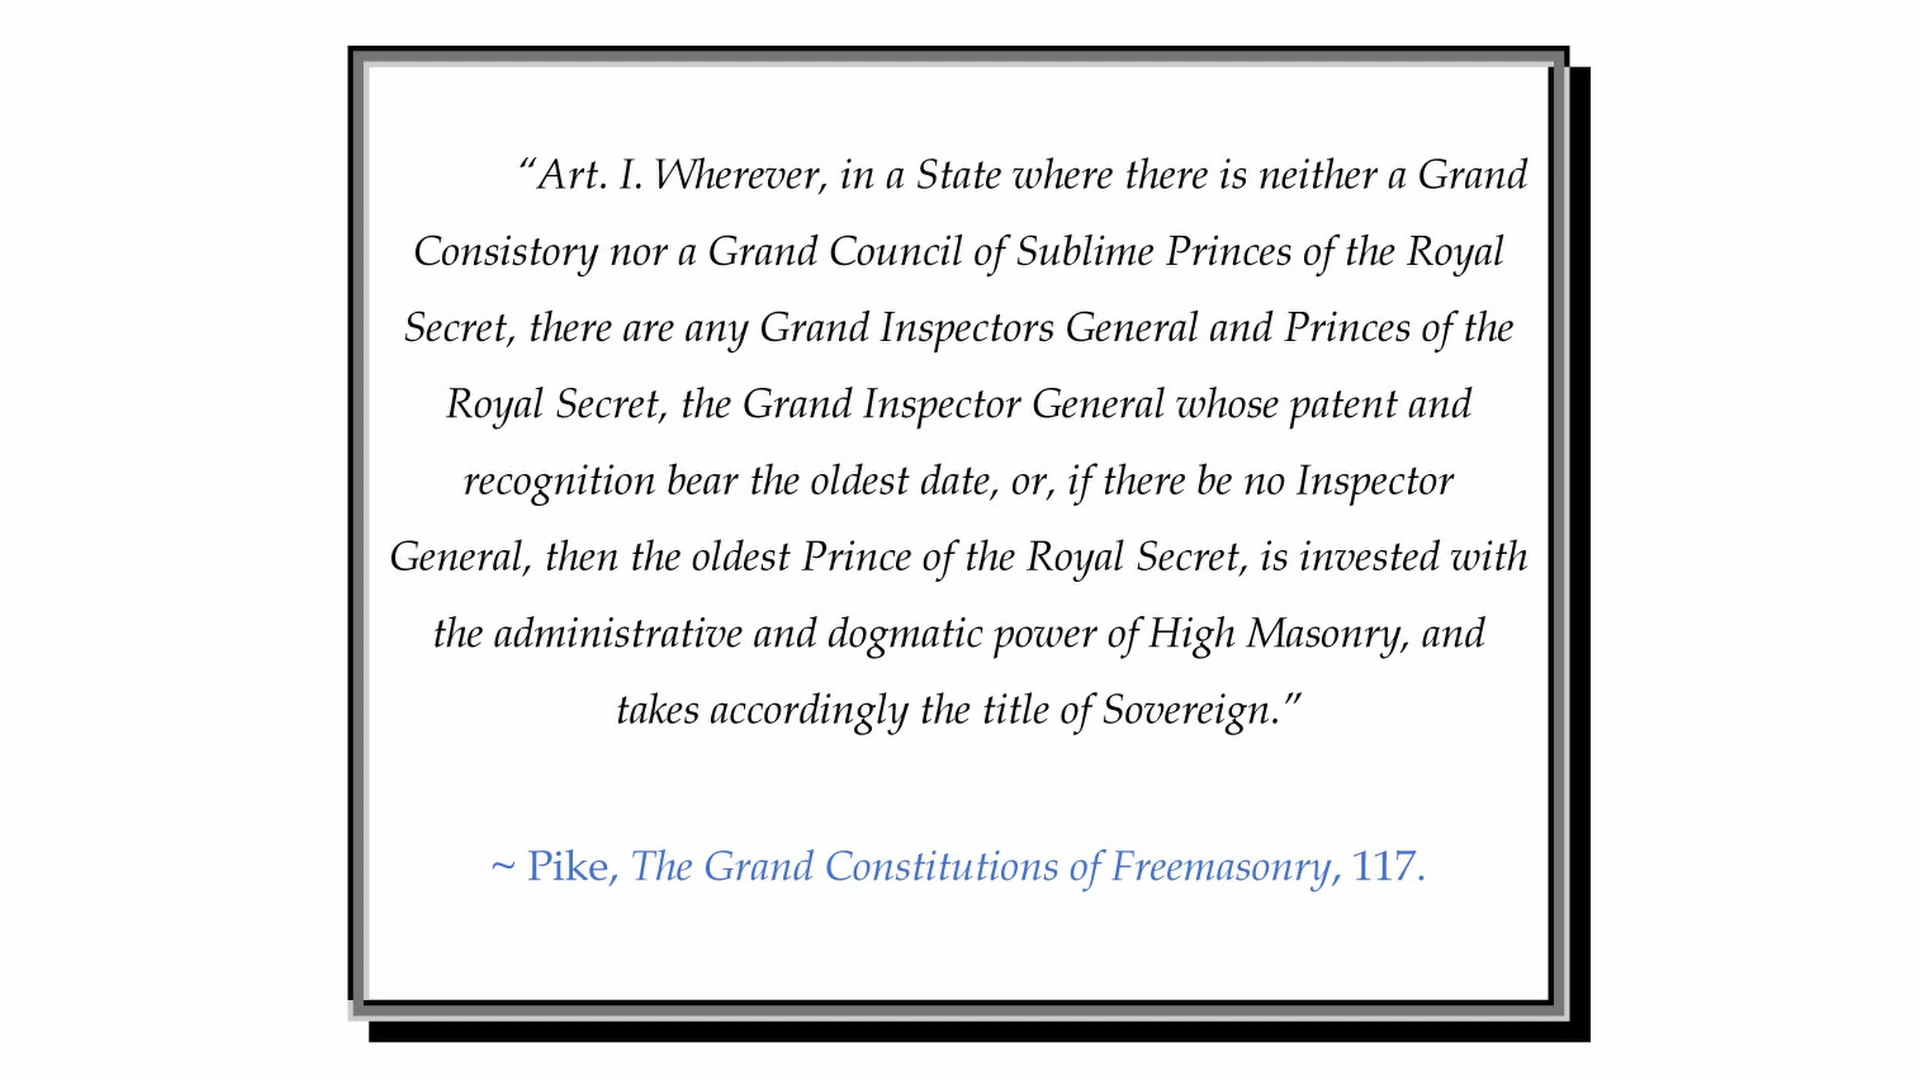 “Art. I. Wherever, in a State where there is neither a Grand
Consistory nor a Grand Council of Sublime Princes of the Royal
Secret, there are any Grand Inspectors General and Princes of the
Royal Secret, the Grand Inspector General whose patent and
recognition bear the oldest date, or, if there be no Inspector
General, then the oldest Prince of the Royal Secret, is invested with
the administrative and dogmatic power of High Masonry, and
takes accordingly the title of Sovereign.”
~ Pike, The Grand Constitutions of Freemasonry, 117.